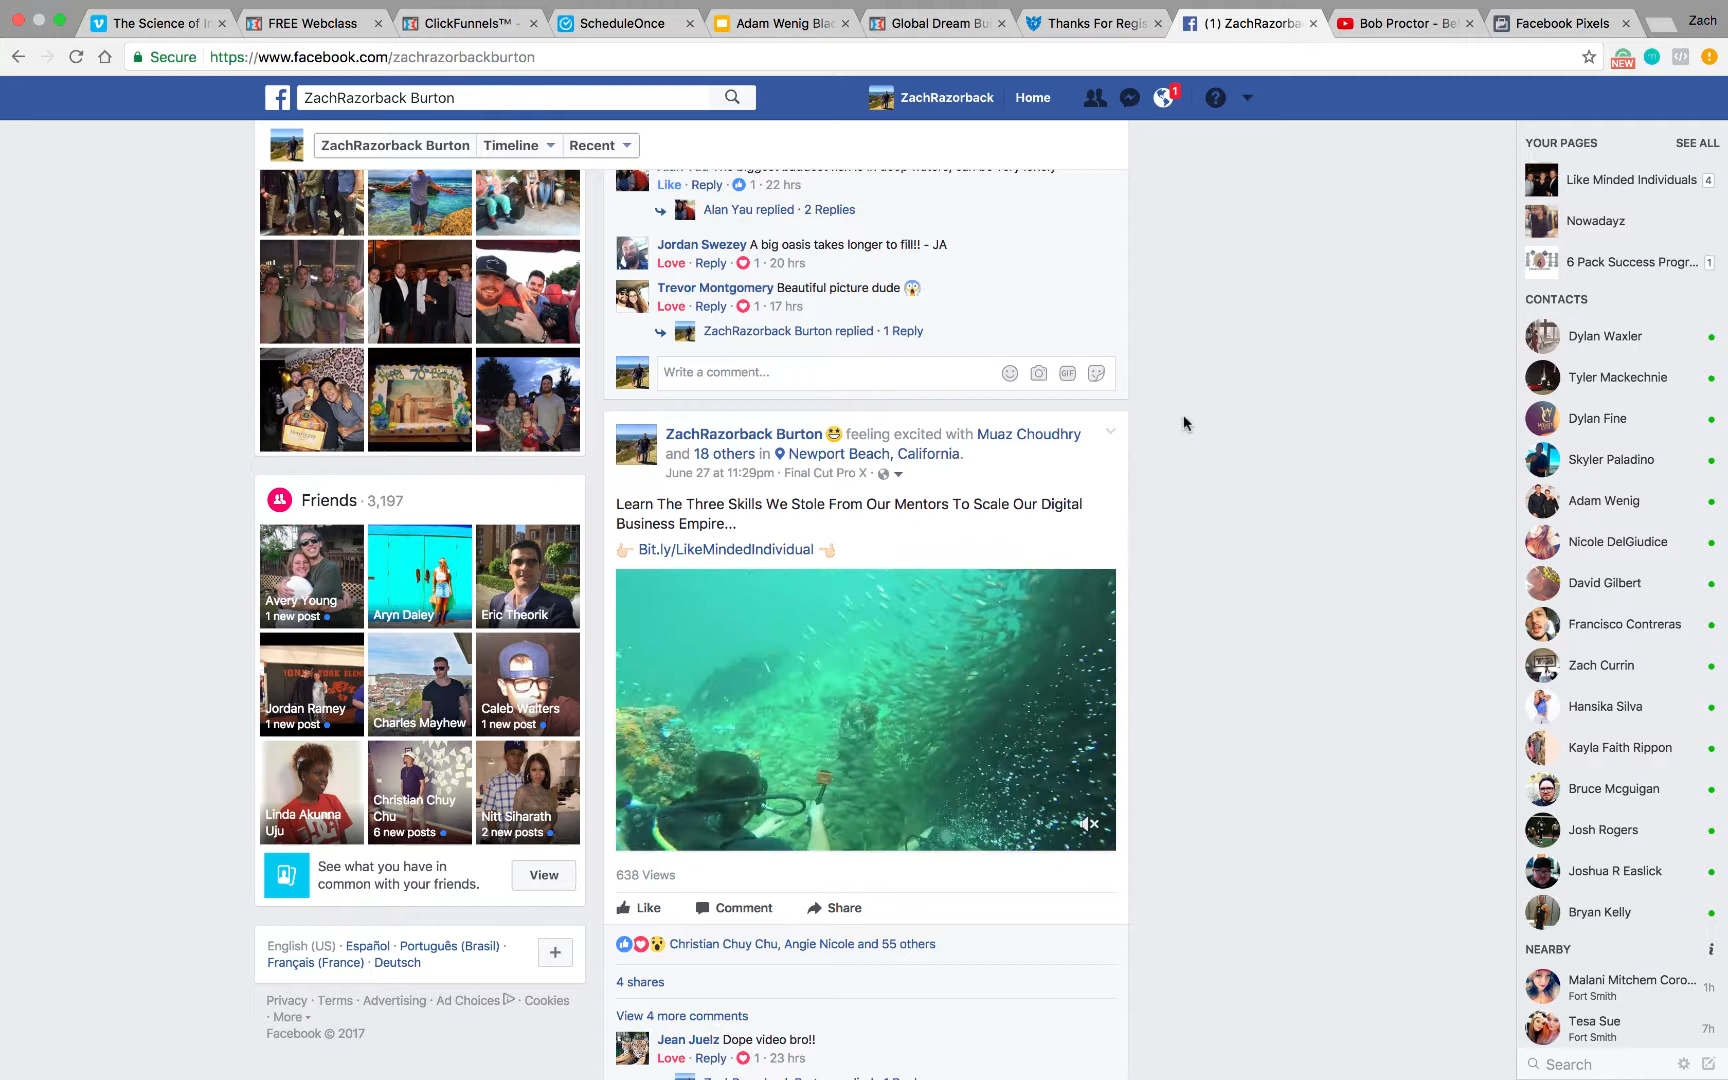 The Science of In
FREE Webclass
ClickFunnels™ -
ScheduleOnce
Adam Wenig Blac
Global Dream Bu
Thanks For Regis
(1) ZachRazorba
Bob Proctor - Be
Facebook Pixels
Zach
Secure
https://www.facebook.com/zachrazorbackburton
NEW
ZachRazorback Burton
ZachRazorback
Home
1
ZachRazorback Burton
Timeline
Recent
Like · Reply · 1 · 22 hrs
Alan Yau replied · 2 Replies
Jordan Swezey A big oasis takes longer to fill!! - JA
Love · Reply · 1 · 20 hrs
Trevor Montgomery Beautiful picture dude
Love · Reply · 1 · 17 hrs
ZachRazorback Burton replied · 1 Reply
Write a comment...
GIF
ZachRazorback Burton feeling excited with Muaz Choudhry
and 18 others in Newport Beach, California.
June 27 at 11:29pm · Final Cut Pro X ·
Learn The Three Skills We Stole From Our Mentors To Scale Our Digital
Business Empire...
Bit.ly/LikeMindedIndividual
638 Views
Like
Comment
Share
Christian Chuy Chu, Angie Nicole and 55 others
4 shares
View 4 more comments
Jean Juelz Dope video bro!!
Love · Reply · 1 · 23 hrs
Friends · 3,197
Avery Young
1 new post
Aryn Daley
Eric Theorik
Jordan Ramey
1 new post
Charles Mayhew
Caleb Walters
1 new post
Linda Akunna
Uju
Christian Chuy
Chu
6 new posts
Nitt Siharath
2 new posts
See what you have in
common with your friends.
View
English (US) · Español · Português (Brasil) ·
Français (France) · Deutsch
Privacy · Terms · Advertising · Ad Choices · Cookies
· More
Facebook © 2017
YOUR PAGES
SEE ALL
Like Minded Individuals 4
Nowadayz
6 Pack Success Progr... 1
CONTACTS
Dylan Waxler
Tyler Mackechnie
Dylan Fine
Skyler Paladino
Adam Wenig
Nicole DelGiudice
David Gilbert
Francisco Contreras
Zach Currin
Hansika Silva
Kayla Faith Rippon
Bruce Mcguigan
Josh Rogers
Joshua R Easlick
Bryan Kelly
NEARBY
Malani Mitchem Coro...
Fort Smith
1h
Tesa Sue
Fort Smith
7h
Search